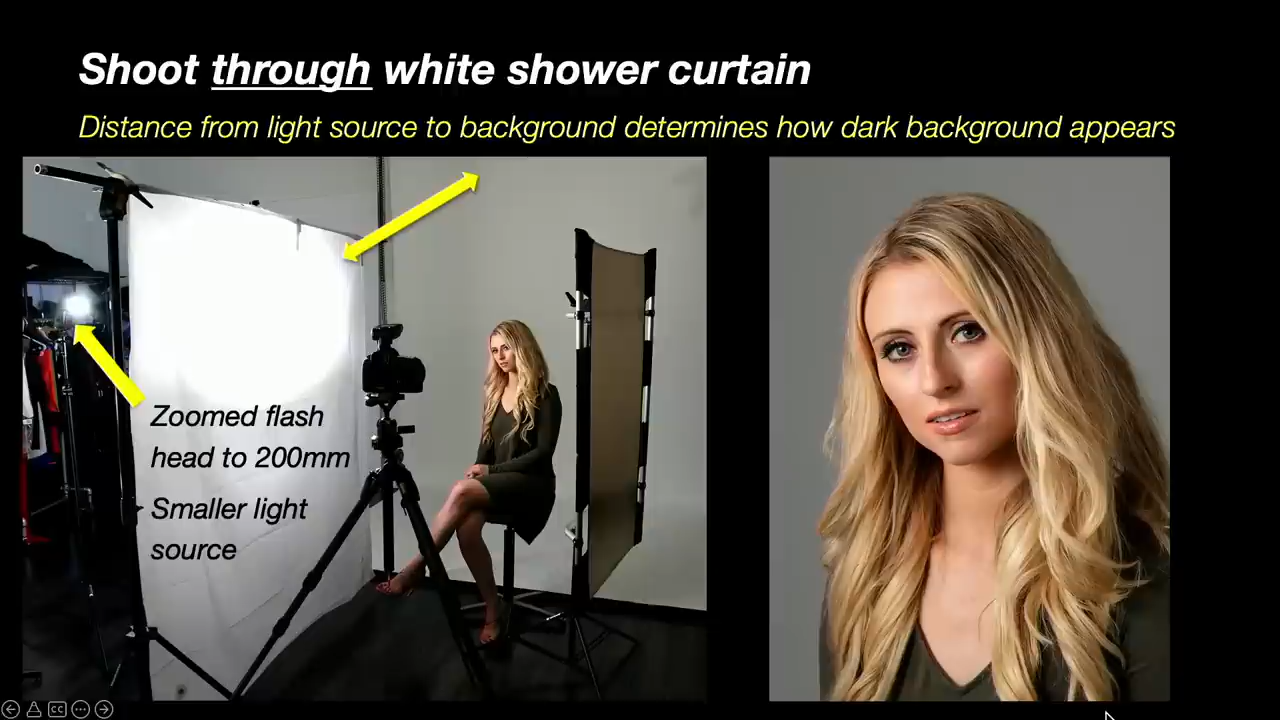 Shoot through white shower curtain
Distance from light source to background determines how dark background appears
Zoomed flash
head to 200mm
Smaller light
source
CC